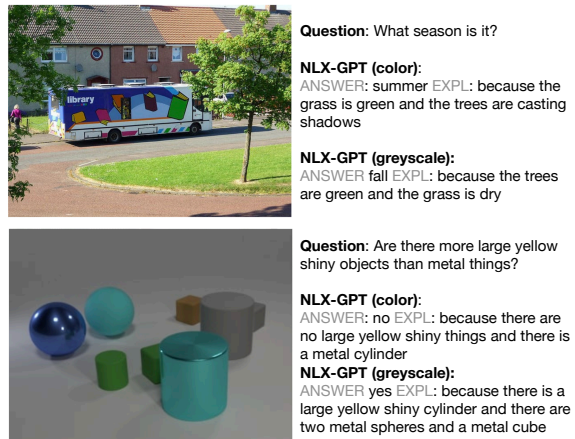 library
Question: What season is it?
NLX-GPT (color):
ANSWER: summer EXPL: because the
grass is green and the trees are casting
shadows
NLX-GPT (greyscale):
ANSWER fall EXPL: because the trees
are green and the grass is dry
Question: Are there more large yellow
shiny objects than metal things?
NLX-GPT (color):
ANSWER: no EXPL: because there are
no large yellow shiny things and there is
a metal cylinder
NLX-GPT (greyscale):
ANSWER yes EXPL: because there is a
large yellow shiny cylinder and there are
two metal spheres and a metal cube